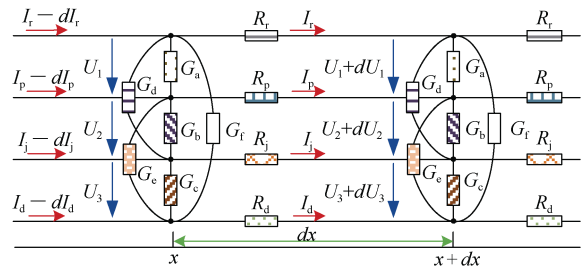 I_r − dI_r R_r I_r R_r
U_1 G_a U_1+dU_1 G_a
I_p − dI_p G_d R_p I_p G_d R_p
U_2 G_b G_f U_2+dU_2 G_b G_f
I_j − dI_j R_j I_j R_j
G_e G_e
U_3 G_c U_3+dU_3 G_c
I_d − dI_d R_d I_d R_d
dx
x x + dx